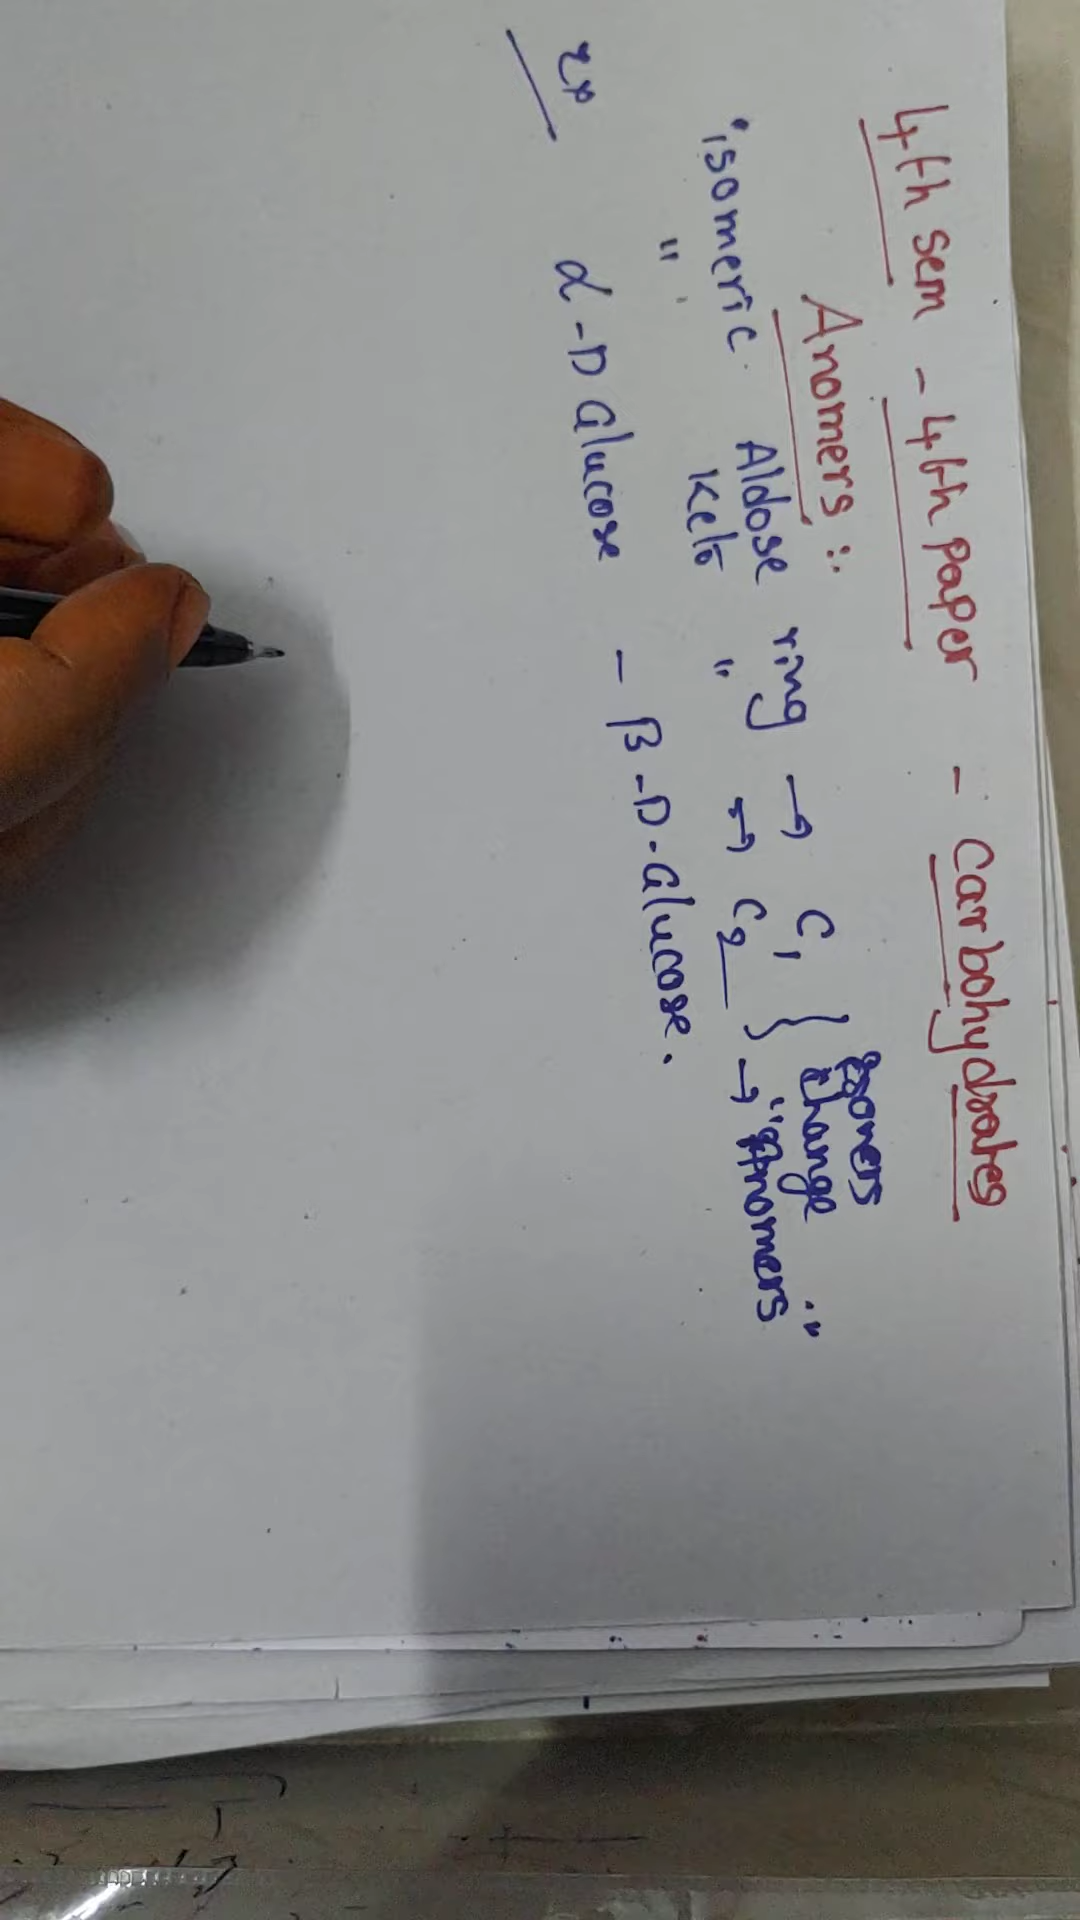 4th sem - 4th paper - Carbohydrates
Anomers :.
isomeric Aldose ring → C1 } change
" Keto " → C2 → "Anomers"
ex α-D Glucose - β-D-Glucose.